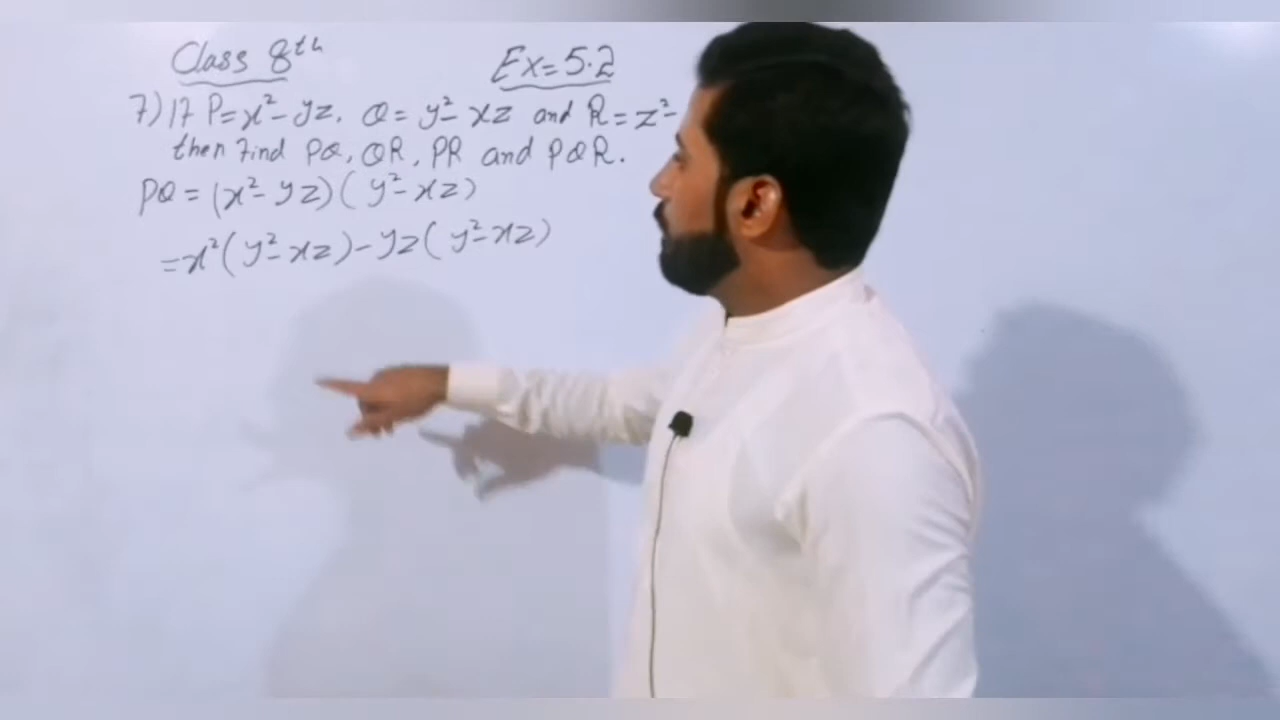 Class 8th
Ex=5.2
7) If P=x²-yz. Q=y²-xz and R=z²-
then Find PQ, QR, PR and PQR.
PQ=(x²-yz)(y²-xz)
=x²(y²-xz)-yz(y²-xz)